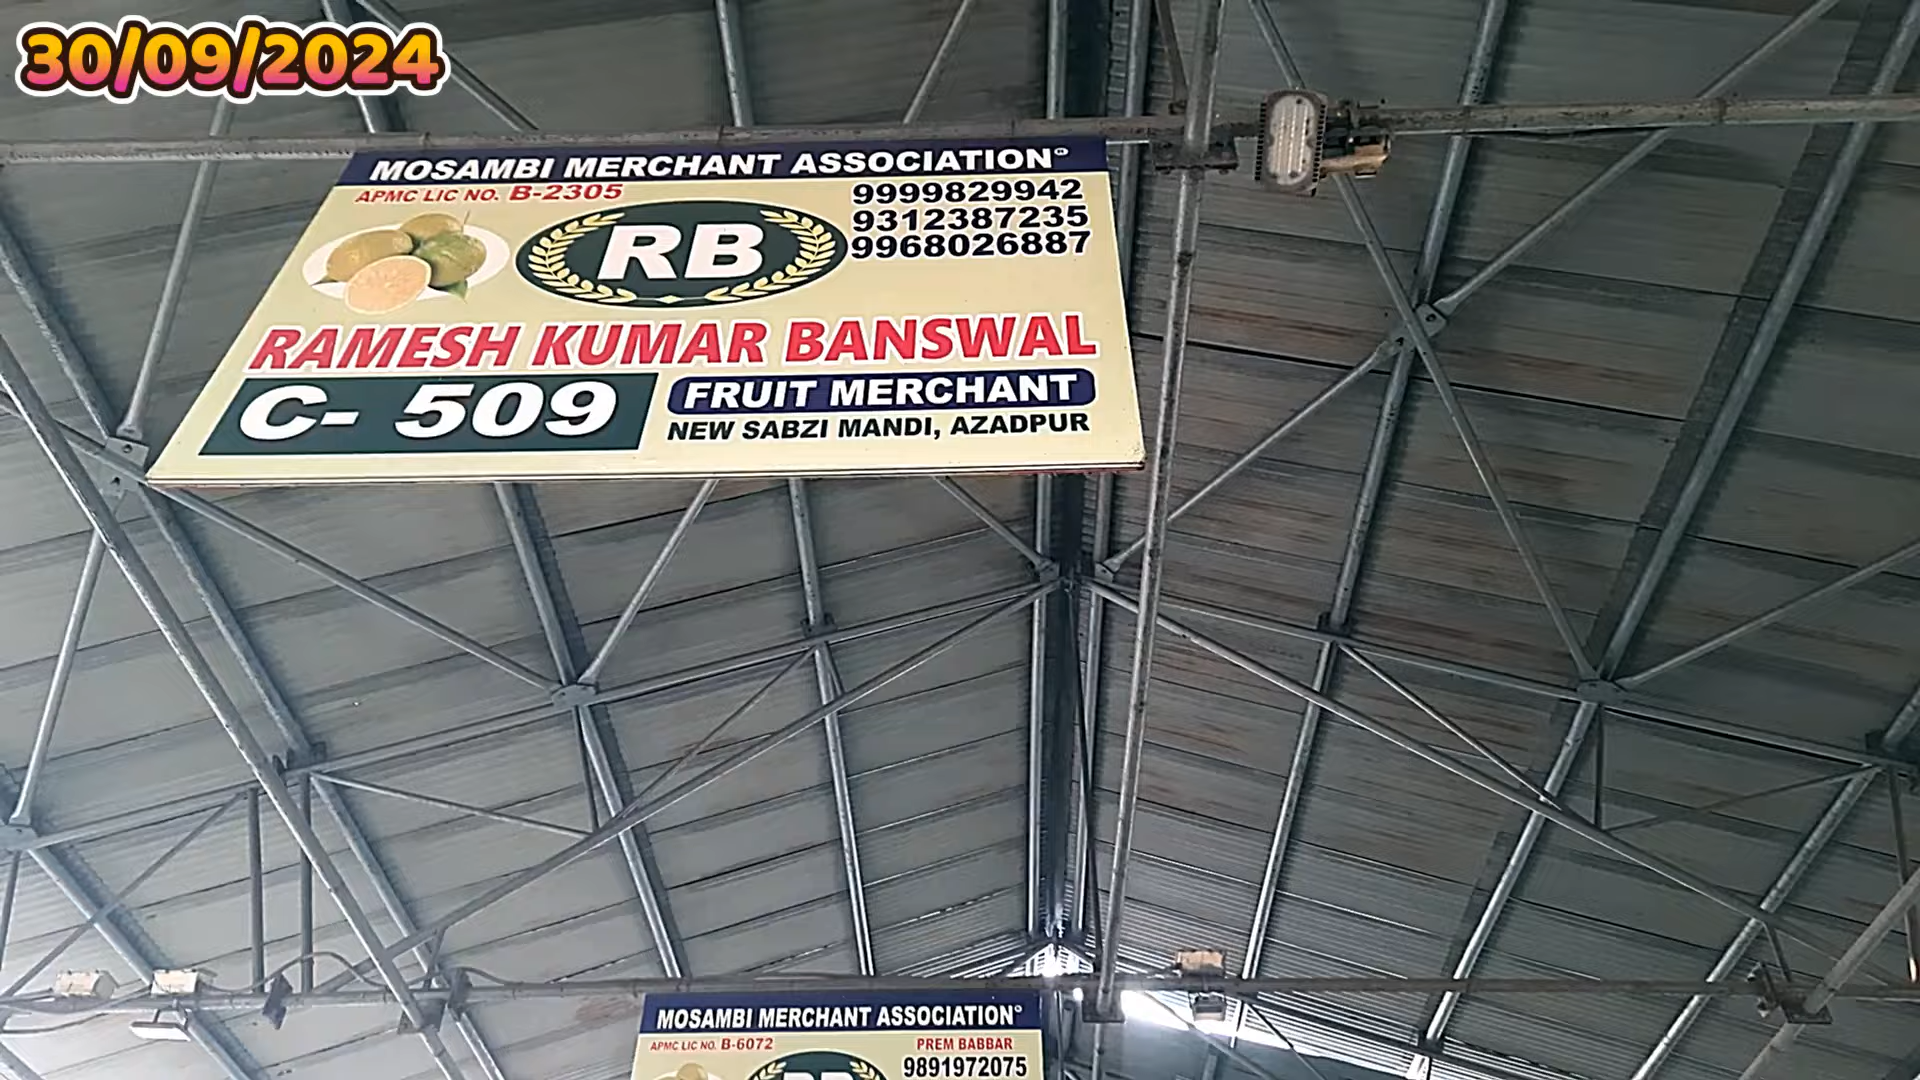 30/09/2024
MOSAMBI MERCHANT ASSOCIATION®
APMC LIC NO. B-2305
9999829942
9312387235
9968026887
RB
RAMESH KUMAR BANSWAL
C- 509
FRUIT MERCHANT
NEW SABZI MANDI, AZADPUR
MOSAMBI MERCHANT ASSOCIATION®
APMC LIC NO. B-6072
PREM BABBAR
9891972075